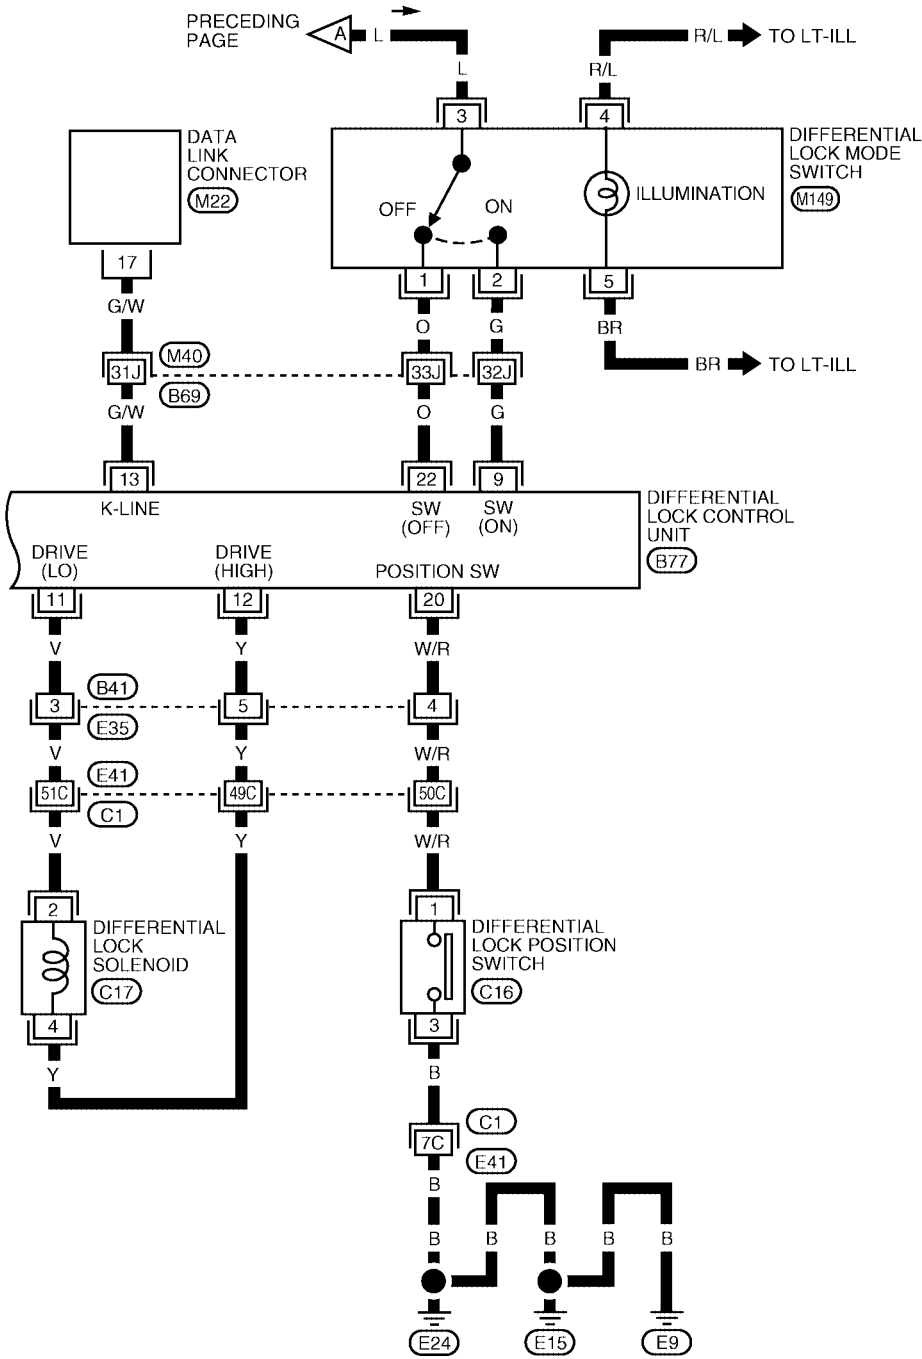 PRECEDING
PAGE
A
L
R/L
TO LT-ILL
L
R/L
3
4
DATA
LINK
CONNECTOR
M22
DIFFERENTIAL
LOCK MODE
SWITCH
M149
OFF
ON
ILLUMINATION
17
1
2
5
G/W
O
G
BR
31J
M40
B69
33J
32J
BR
TO LT-ILL
G/W
O
G
13
22
9
K-LINE
SW
(OFF)
SW
(ON)
DIFFERENTIAL
LOCK CONTROL
UNIT
B77
DRIVE
(LO)
DRIVE
(HIGH)
POSITION SW
11
12
20
V
Y
W/R
3
B41
E35
5
4
V
Y
W/R
51C
E41
C1
49C
50C
V
Y
W/R
2
1
DIFFERENTIAL
LOCK
SOLENOID
C17
DIFFERENTIAL
LOCK POSITION
SWITCH
C16
4
3
Y
B
7C
C1
E41
B
B
B
B
B
B
E24
E15
E9